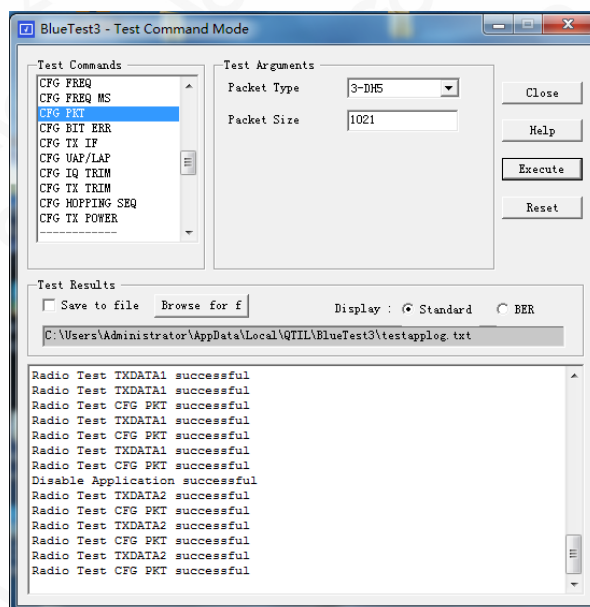 BlueTest3 - Test Command Mode
Test Commands
CFG FREQ
CFG FREQ MS
CFG PKT
CFG BIT ERR
CFG TX IF
CFG UAP/LAP
CFG IQ TRIM
CFG TX TRIM
CFG HOPPING SEQ
CFG TX POWER
------------
Test Arguments
Packet Type 3-DH5
Packet Size 1021
Close
Help
Execute
Reset
Test Results
Save to file Browse for f Display : Standard BER
C:\Users\Administrator\AppData\Local\QTIL\BlueTest3\testapplog.txt
Radio Test TXDATA1 successful
Radio Test TXDATA1 successful
Radio Test CFG PKT successful
Radio Test TXDATA1 successful
Radio Test CFG PKT successful
Radio Test TXDATA1 successful
Radio Test CFG PKT successful
Disable Application successful
Radio Test TXDATA2 successful
Radio Test CFG PKT successful
Radio Test TXDATA2 successful
Radio Test CFG PKT successful
Radio Test TXDATA2 successful
Radio Test CFG PKT successful